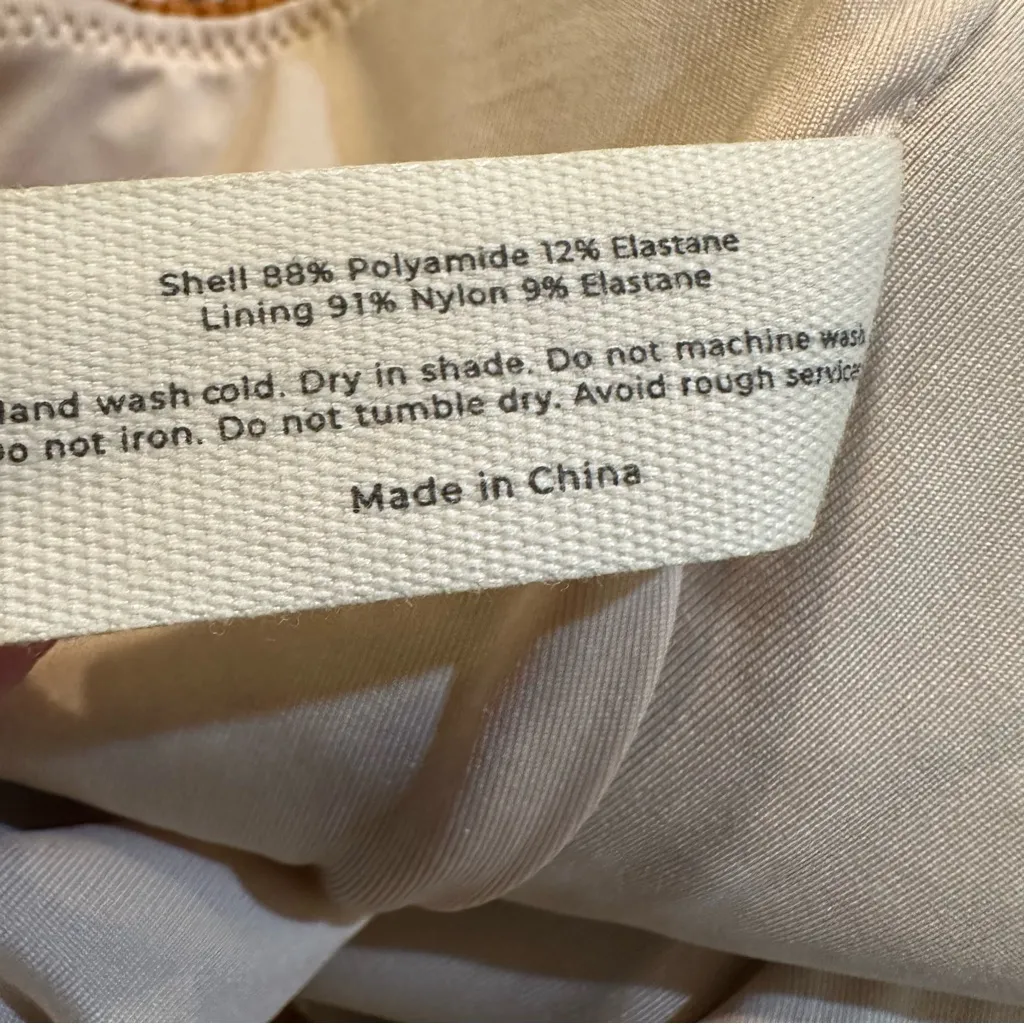 Shell 88% Polyamide 12% Elastane
Lining 91% Nylon 9% Elastane
wash cold. Dry in shade. Do not machine wash
not iron. Do not tumble dry. Avoid rough
Made in China